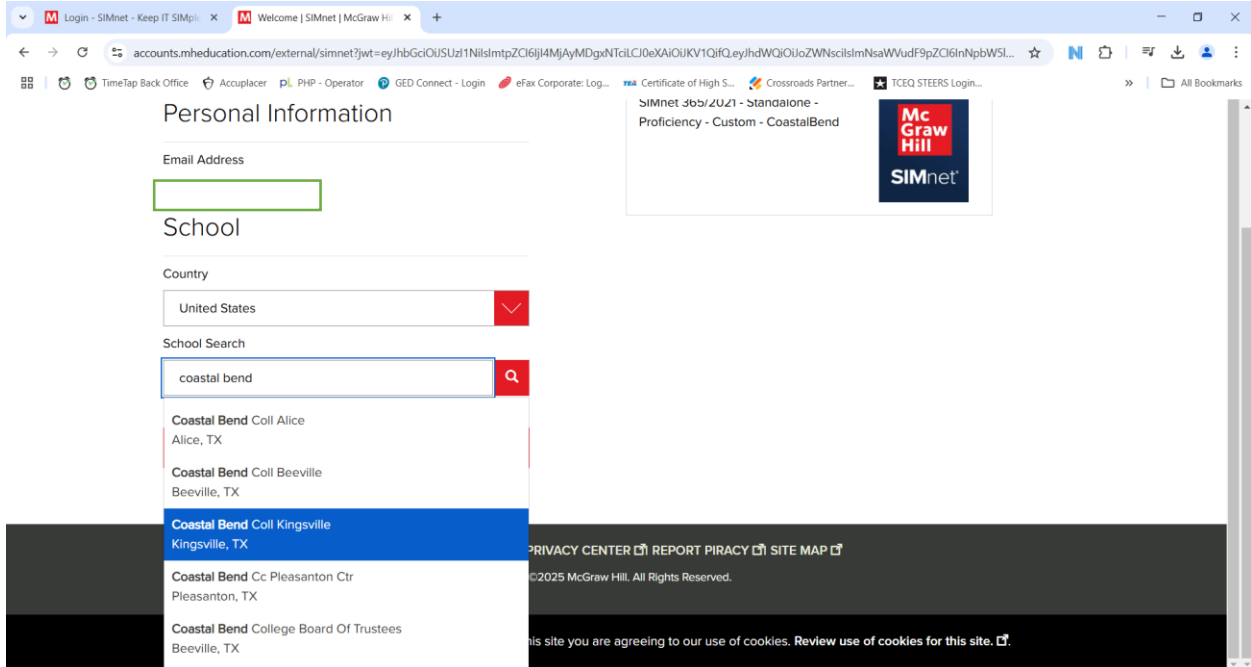 Login - SIMnet - Keep IT SIMple
Welcome | SIMnet | McGraw Hil
accounts.mheducation.com/external/simnet?jwt=eyJhbGciOiJSUzI1NiIsImtpZCI6IjI4MjAyMDgxNTciLCJ0eXAiOiJKV1QifQ.eyJhdWQiOiJoZWNsciIsImNsaWVudF9pZCI6InNpbW5l...
TimeTap Back Office
Accuplacer
PHP - Operator
GED Connect - Login
eFax Corporate: Log...
TEA Certificate of High S...
Crossroads Partner...
TCEQ STEERS Login...
» All Bookmarks
Personal Information
SIMnet 365/2021 - Standalone -
Proficiency - Custom - CoastalBend
Mc
Graw
Hill
SIMnet®
Email Address
School
Country
United States
School Search
coastal bend
Coastal Bend Coll Alice
Alice, TX
Coastal Bend Coll Beeville
Beeville, TX
Coastal Bend Coll Kingsville
Kingsville, TX
Coastal Bend Cc Pleasanton Ctr
Pleasanton, TX
Coastal Bend College Board Of Trustees
Beeville, TX
PRIVACY CENTER REPORT PIRACY SITE MAP
©2025 McGraw Hill. All Rights Reserved.
his site you are agreeing to our use of cookies. Review use of cookies for this site.